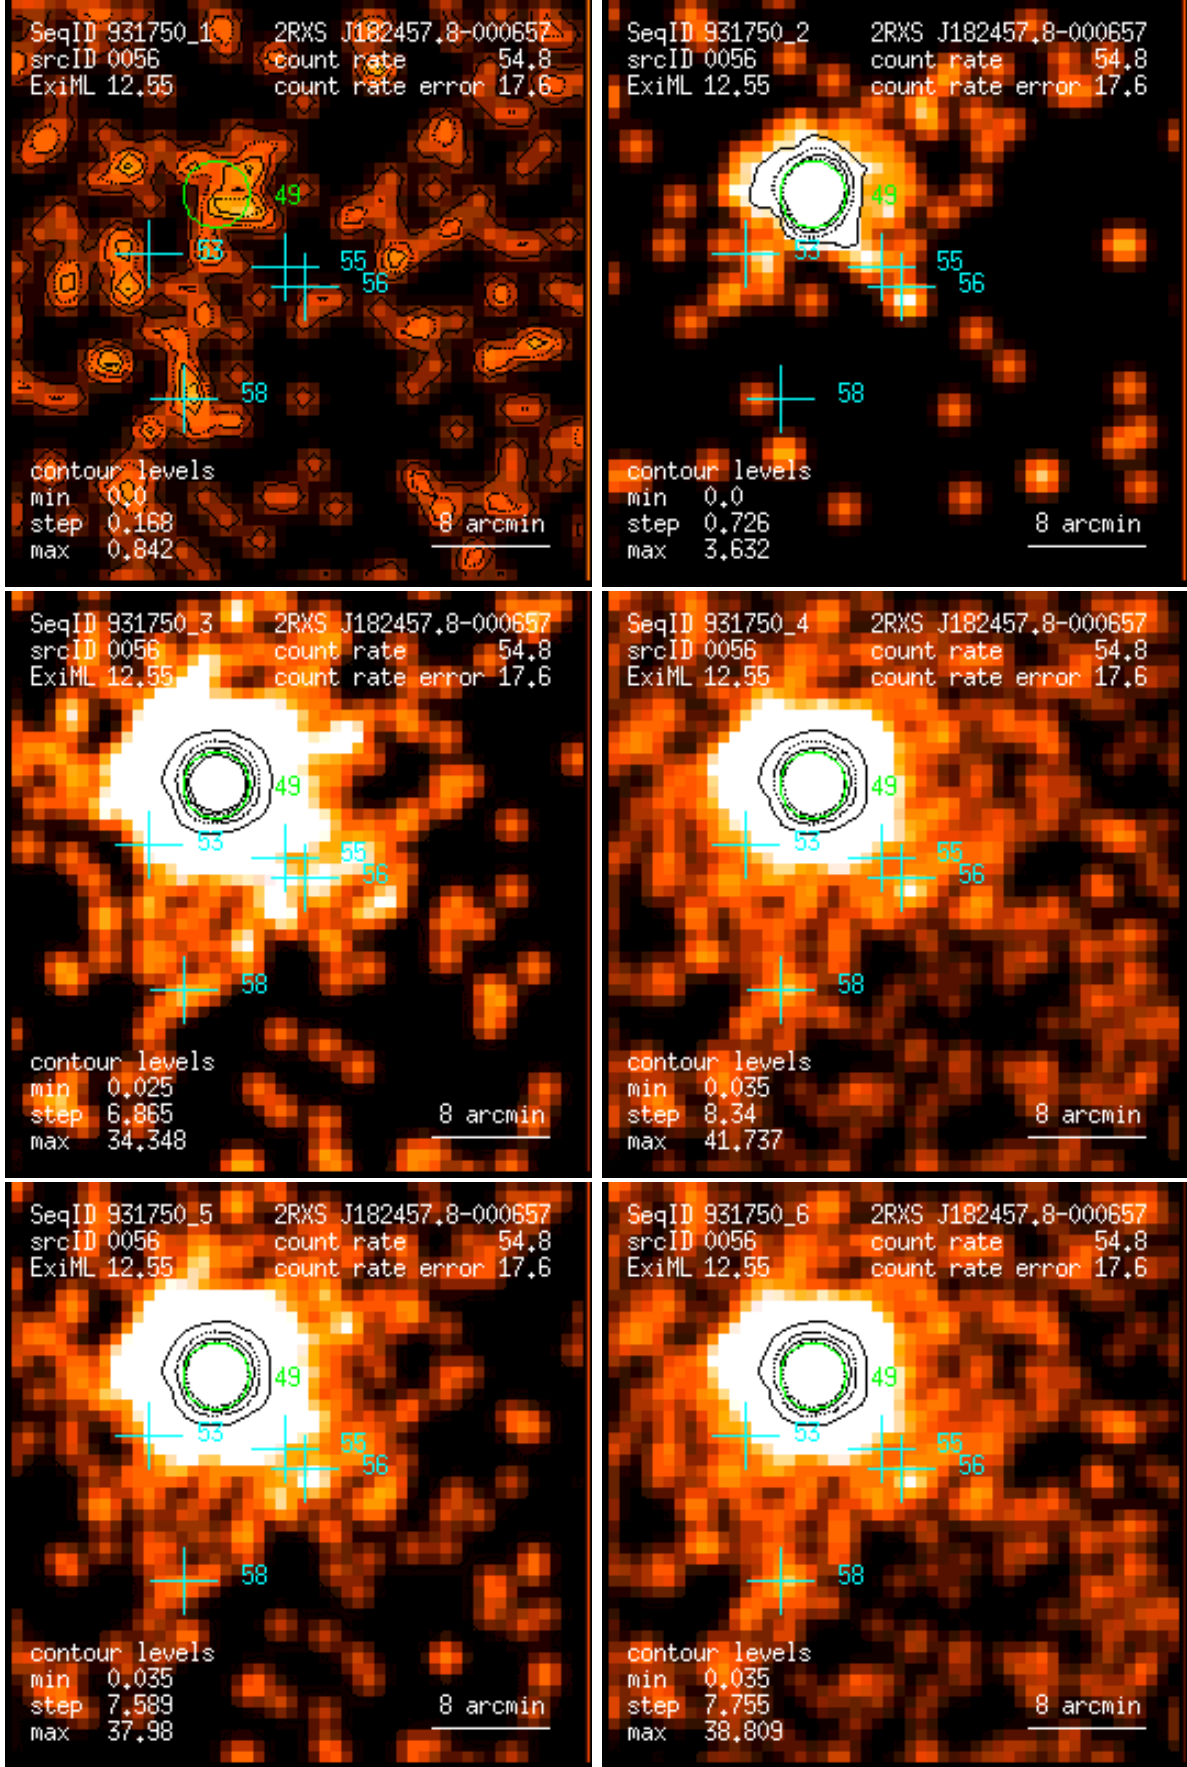 SeqID 931750_1 2RXS J182457.8-000657
srcID 0056 count rate 54.8
ExiML 12.55 count rate error 17.6
49
53
55
56
58
contour levels
min 0.0
step 0.168
max 0.842
8 arcmin
SeqID 931750_2 2RXS J182457.8-000657
srcID 0056 count rate 54.8
ExiML 12.55 count rate error 17.6
49
53
55
56
58
contour levels
min 0.0
step 0.726
max 3.632
8 arcmin
SeqID 931750_3 2RXS J182457.8-000657
srcID 0056 count rate 54.8
ExiML 12.55 count rate error 17.6
49
53
55
56
58
contour levels
min 0.025
step 6.865
max 34.348
8 arcmin
SeqID 931750_4 2RXS J182457.8-000657
srcID 0056 count rate 54.8
ExiML 12.55 count rate error 17.6
49
53
55
56
58
contour levels
min 0.035
step 8.34
max 41.737
8 arcmin
SeqID 931750_5 2RXS J182457.8-000657
srcID 0056 count rate 54.8
ExiML 12.55 count rate error 17.6
49
53
55
56
58
contour levels
min 0.035
step 7.589
max 37.98
8 arcmin
SeqID 931750_6 2RXS J182457.8-000657
srcID 0056 count rate 54.8
ExiML 12.55 count rate error 17.6
49
53
55
56
58
contour levels
min 0.035
step 7.755
max 38.809
8 arcmin